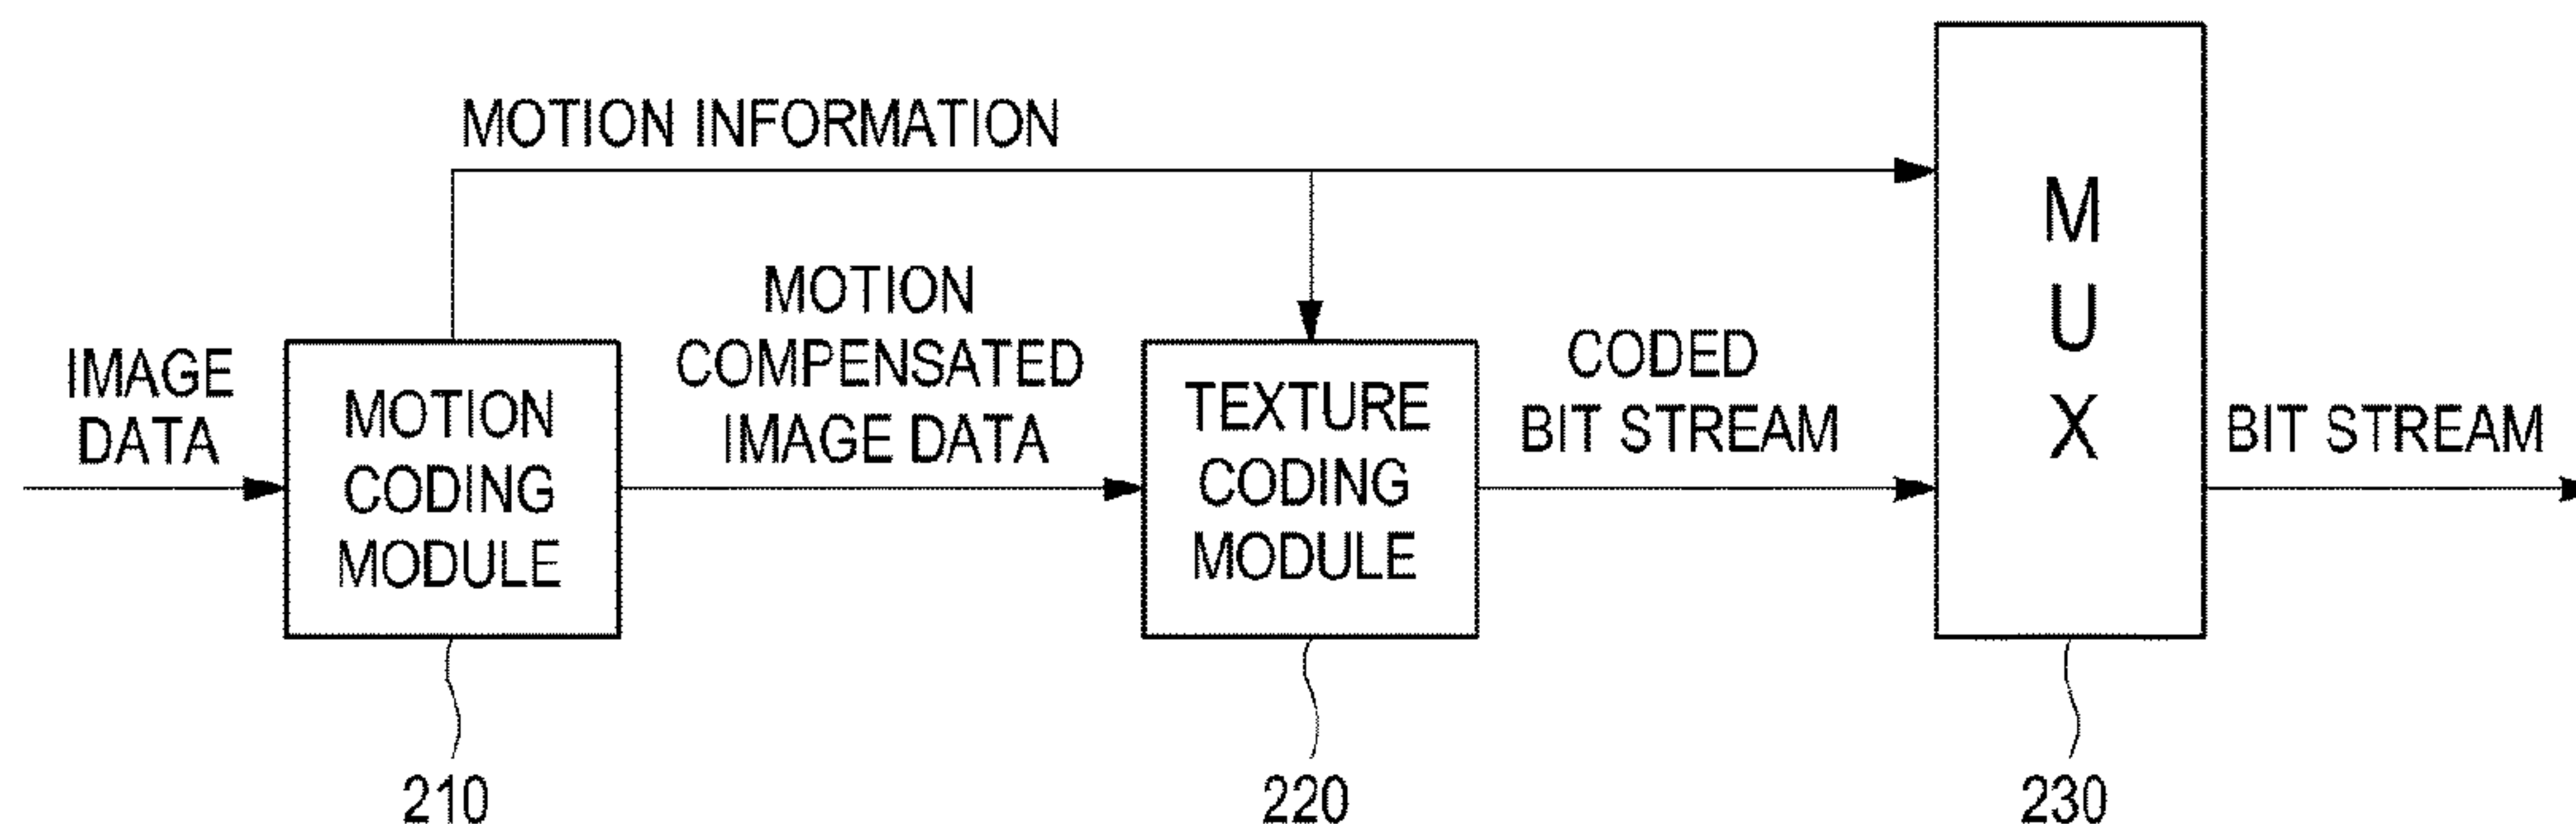 MOTION INFORMATION
IMAGE
DATA
MOTION
CODING
MODULE
MOTION
COMPENSATED
IMAGE DATA
TEXTURE
CODING
MODULE
CODED
BIT STREAM
M
U
X
BIT STREAM
210
220
230